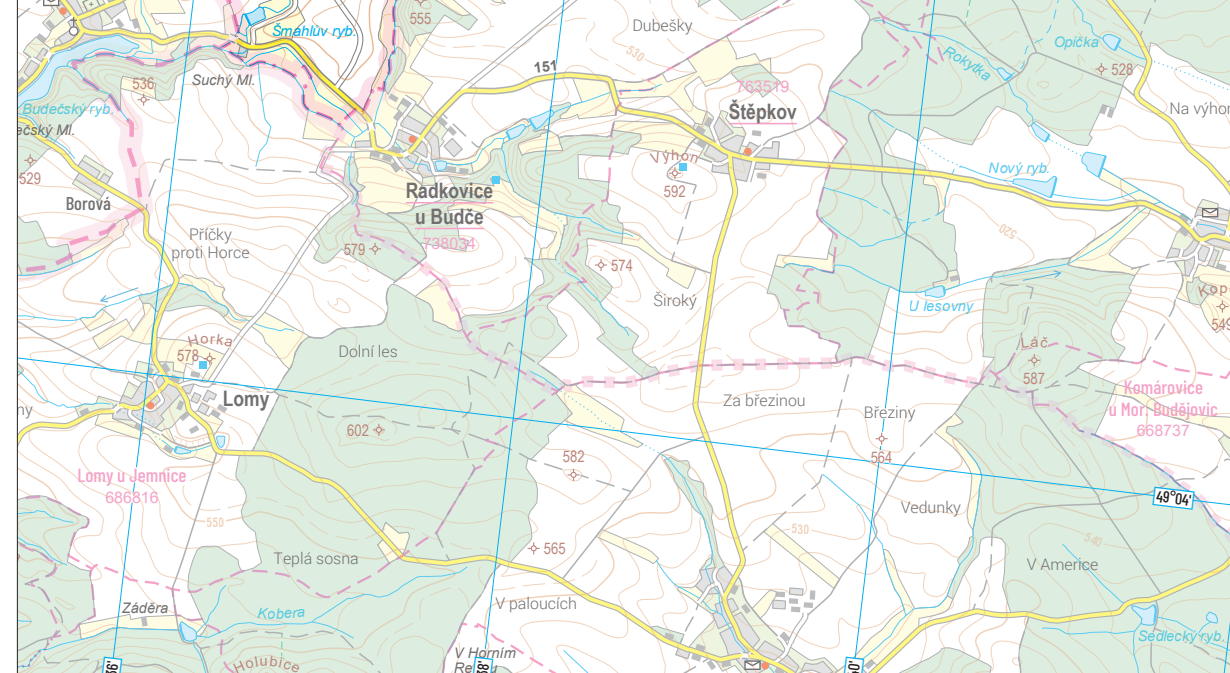 555
Šmahlův ryb.
Dubešky
530
151
Rokytka
Opička
528
Suchý Ml.
536
763519
Štěpkov
Na výhon
Budečský ryb.
ečský Ml.
529
Výhon
592
Nový ryb.
Borová
Radkovice
u Budče
738034
Příčky
proti Horce
579
574
520
Široký
U lesovny
Kop
549
Horka
578
Dolní les
Láč
587
Lomy
Za březinou
Březiny
564
Komárovice
u Mor. Budějovic
668737
ny
602
582
Lomy u Jemnice
686816
550
49°04'
Vedunky
530
540
565
Teplá sosna
V Americe
V paloucích
Záděra
Kobera
Sedlecký ryb.
Holubice
V Horním